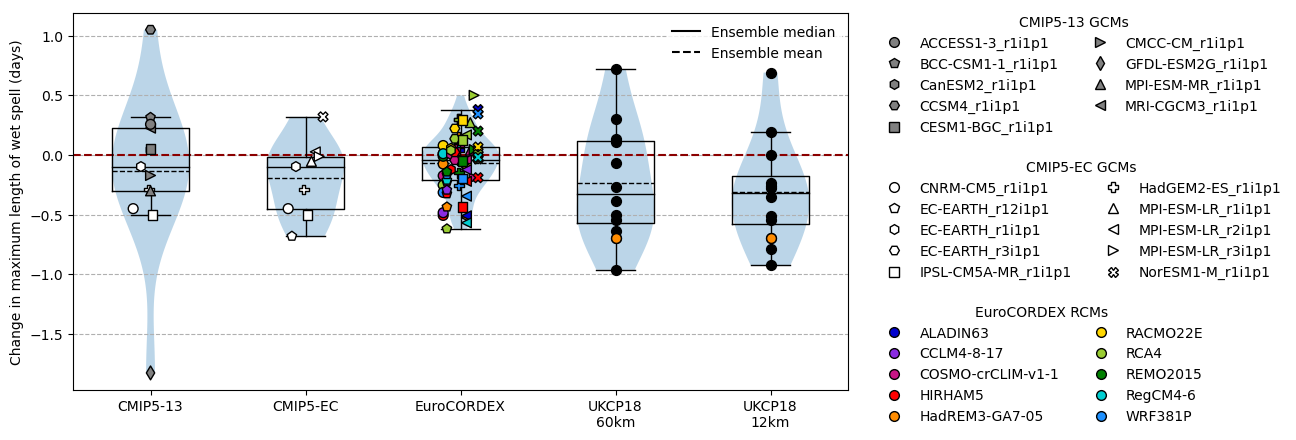 Change in maximum length of wet spell (days)
1.0
0.5
0.0
−0.5
−1.0
−1.5
Ensemble median
Ensemble mean
CMIP5-13
CMIP5-EC
EuroCORDEX
UKCP18
60km
UKCP18
12km
CMIP5-13 GCMs
ACCESS1-3_r1i1p1
BCC-CSM1-1_r1i1p1
CanESM2_r1i1p1
CCSM4_r1i1p1
CESM1-BGC_r1i1p1
CMCC-CM_r1i1p1
GFDL-ESM2G_r1i1p1
MPI-ESM-MR_r1i1p1
MRI-CGCM3_r1i1p1
CMIP5-EC GCMs
CNRM-CM5_r1i1p1
EC-EARTH_r12i1p1
EC-EARTH_r1i1p1
EC-EARTH_r3i1p1
IPSL-CM5A-MR_r1i1p1
HadGEM2-ES_r1i1p1
MPI-ESM-LR_r1i1p1
MPI-ESM-LR_r2i1p1
MPI-ESM-LR_r3i1p1
NorESM1-M_r1i1p1
EuroCORDEX RCMs
ALADIN63
CCLM4-8-17
COSMO-crCLIM-v1-1
HIRHAM5
HadREM3-GA7-05
RACMO22E
RCA4
REMO2015
RegCM4-6
WRF381P